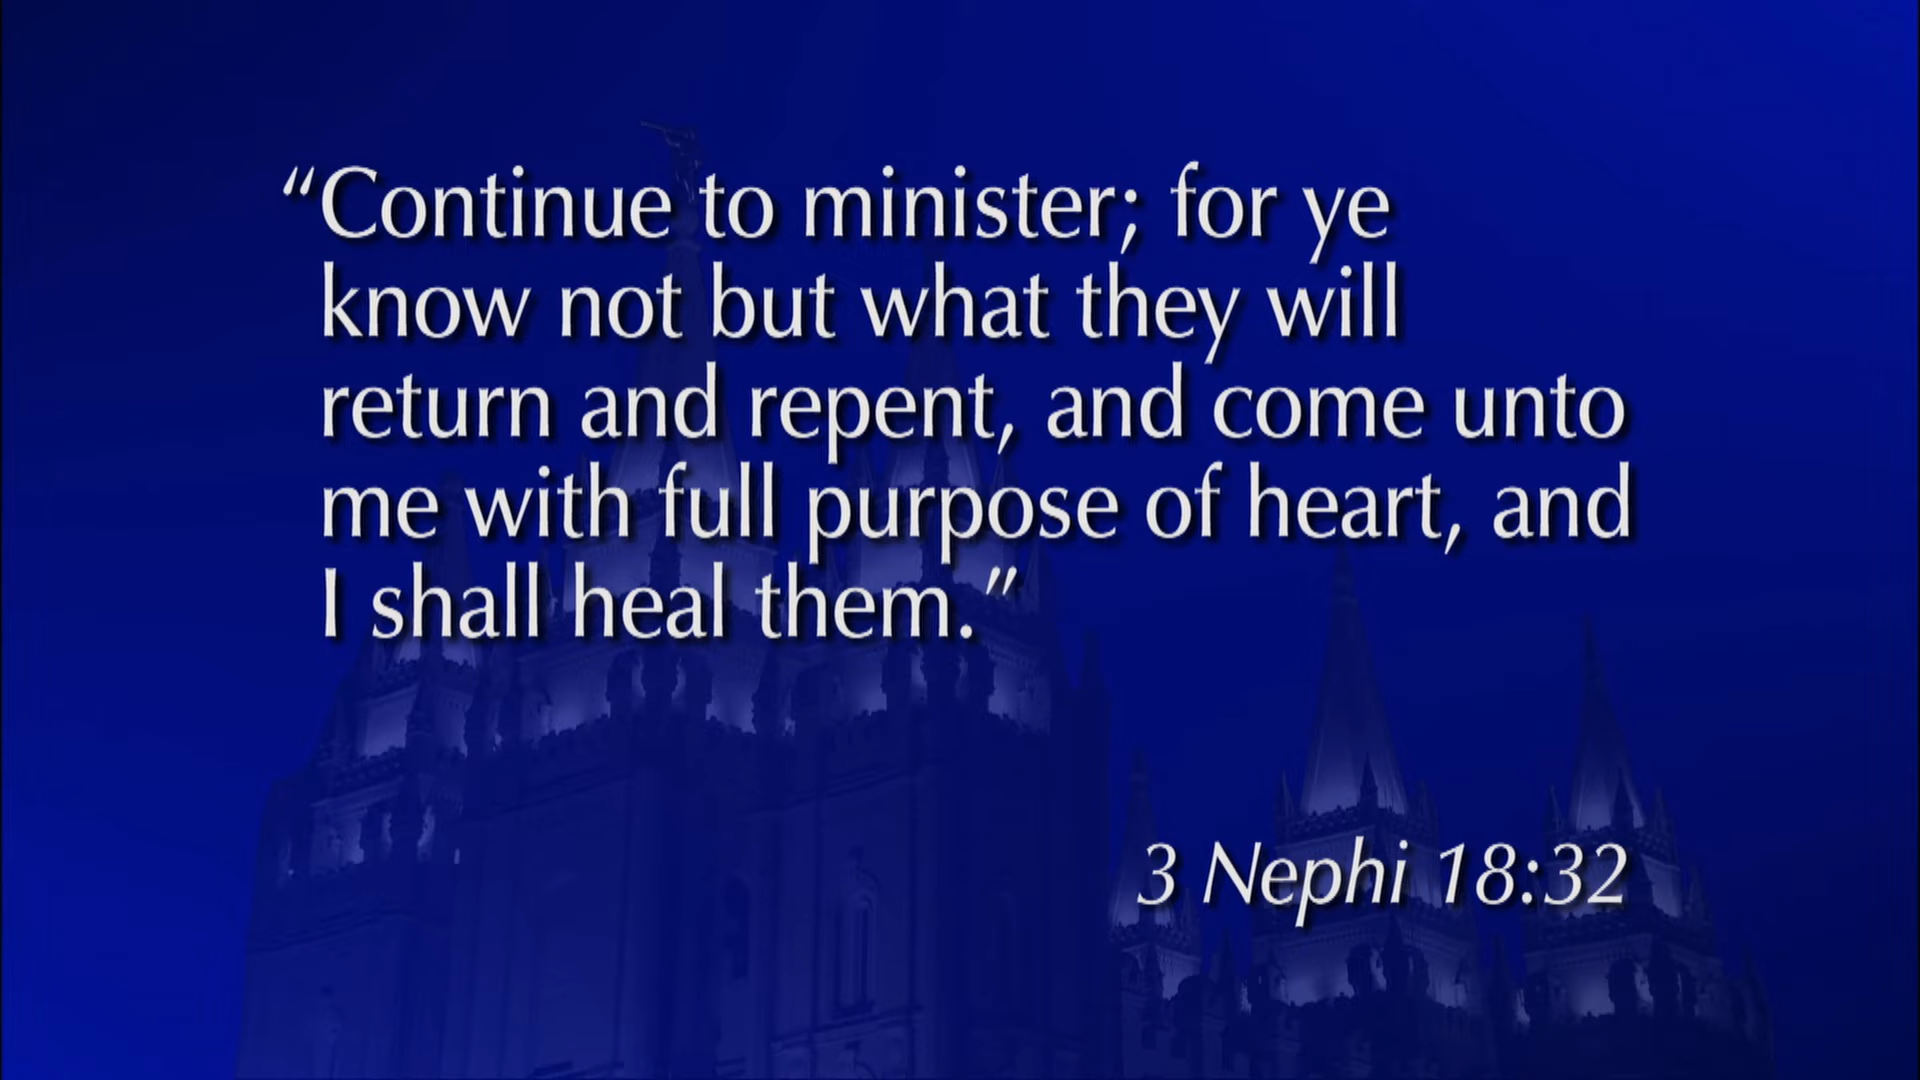 “Continue to minister; for ye
know not but what they will
return and repent, and come unto
me with full purpose of heart, and
I shall heal them.”
3 Nephi 18:32